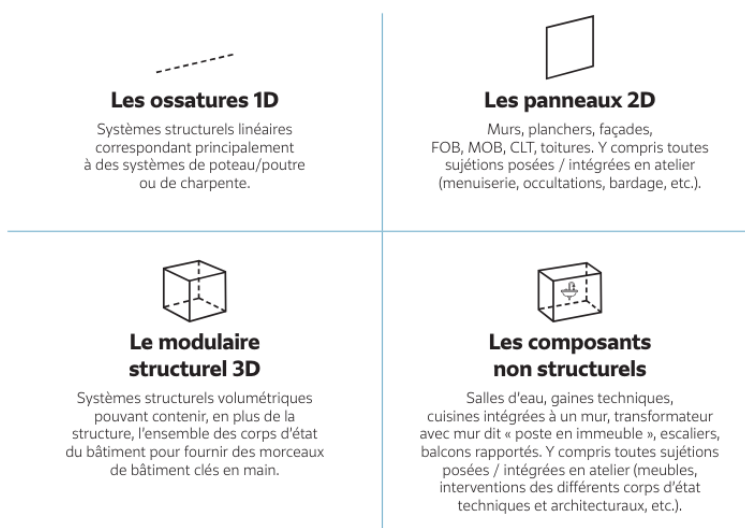 Les ossatures 1D
Systèmes structurels linéaires
correspondant principalement
à des systèmes de poteau/poutre
ou de charpente.
Les panneaux 2D
Murs, planchers, façades,
FOB, MOB, CLT, toitures. Y compris toutes
sujétions posées / intégrées en atelier
(menuiserie, occultations, bardage, etc.).
Le modulaire
structurel 3D
Systèmes structurels volumétriques
pouvant contenir, en plus de la
structure, l'ensemble des corps d'état
du bâtiment pour fournir des morceaux
de bâtiment clés en main.
Les composants
non structurels
Salles d'eau, gaines techniques,
cuisines intégrées à un mur, transformateur
avec mur dit « poste en immeuble », escaliers,
balcons rapportés. Y compris toutes sujétions
posées / intégrées en atelier (meubles,
interventions des différents corps d'état
techniques et architecturaux, etc.).